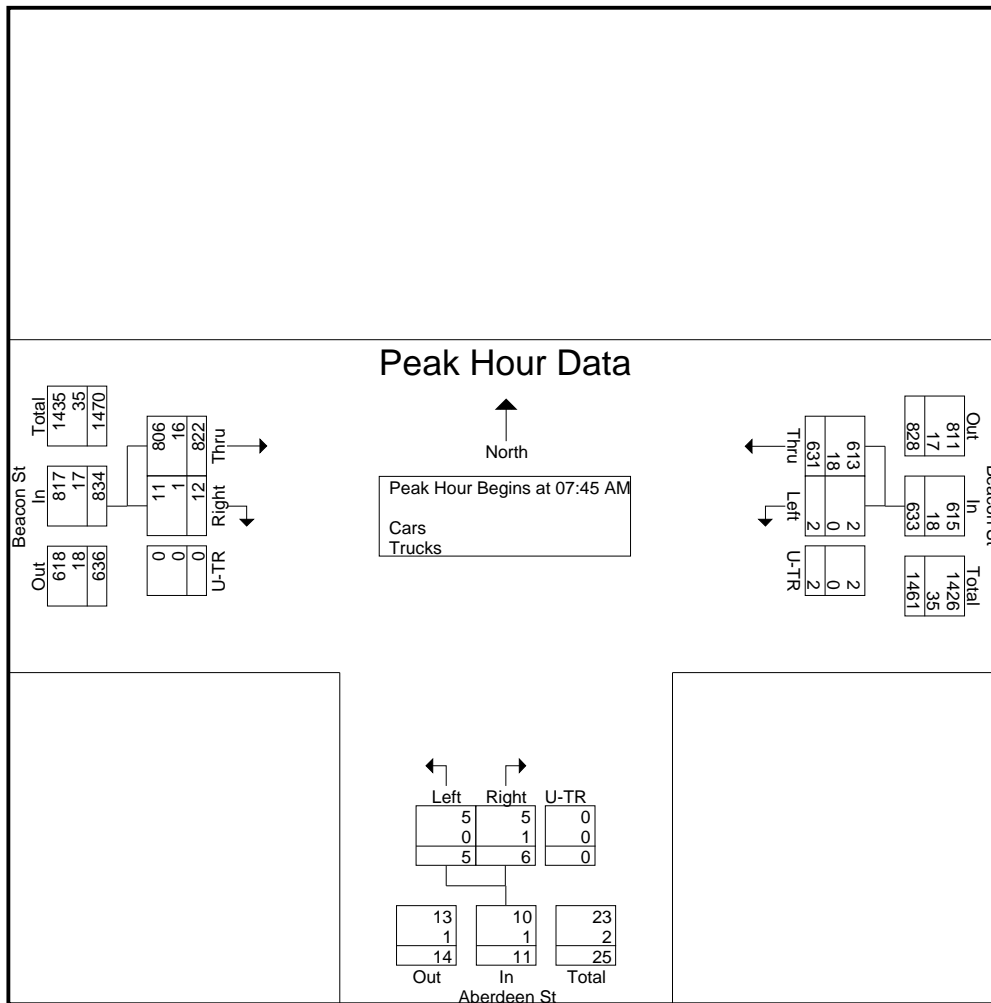 Peak Hour Data
North
Peak Hour Begins at 07:45 AM
Cars
Trucks
Beacon St
Total
1435
35
1470
In
817
17
834
Out
618
18
636
Thru
806
16
822
Right
11
1
12
U-TR
0
0
0
Thru
613
18
631
Left
2
0
2
U-TR
2
0
2
Out
811
17
828
In
615
18
633
Total
1426
35
1461
Beacon St
Left Right U-TR
5 5 0
0 1 0
5 6 0
13 10 23
1 1 2
14 11 25
Out In Total
Aberdeen St